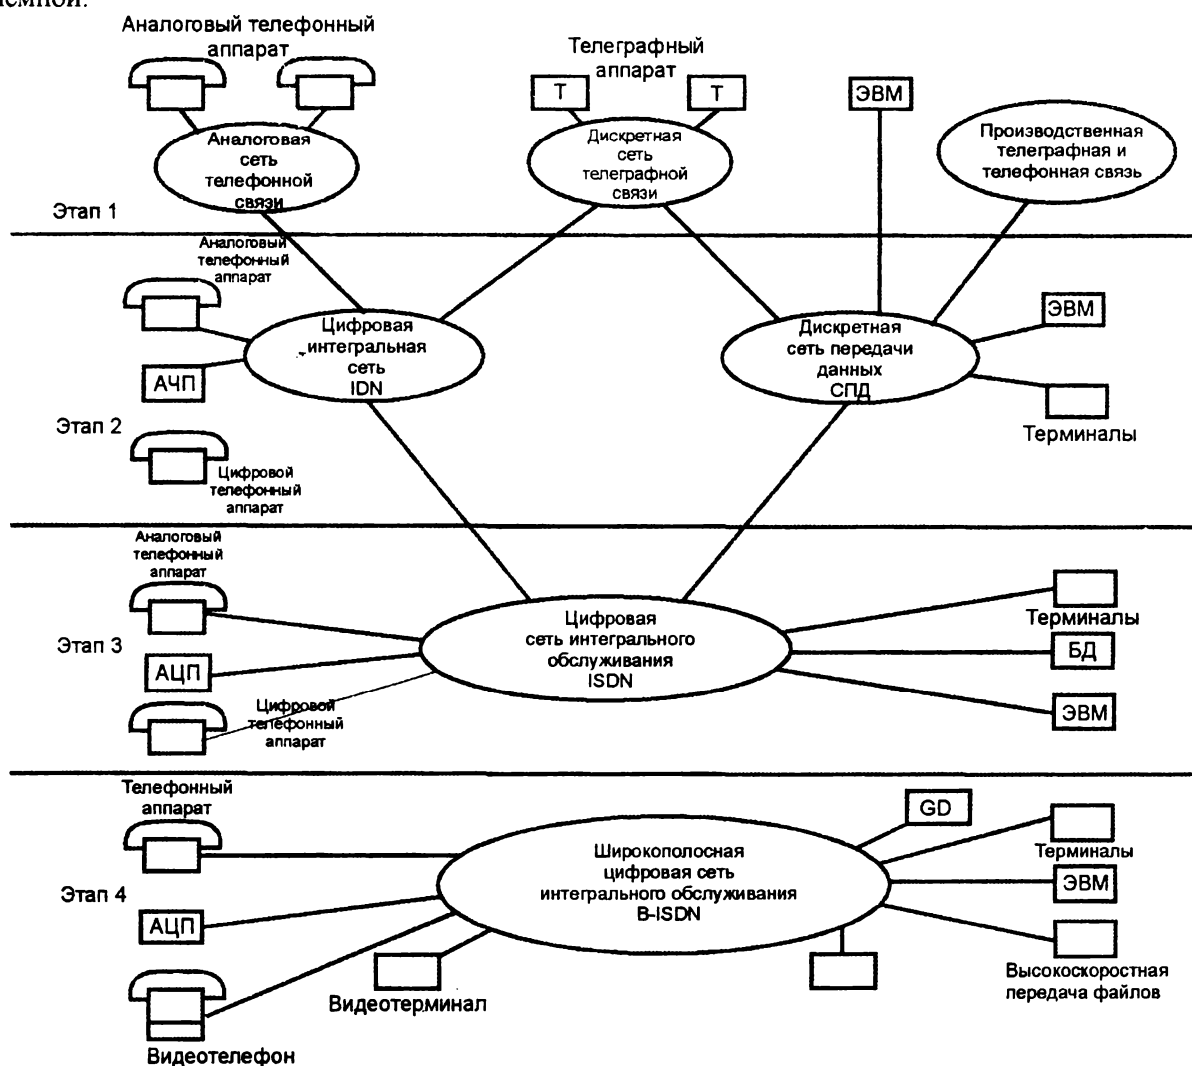 Аналоговый телефонный
аппарат
Телеграфный
аппарат
Т
Т
ЭВМ
Аналоговая
сеть
телефонной
связи
Дискретная
сеть
телеграфной
связи
Производственная
телеграфная и
телефонная связь
Этап 1
Аналоговый
телефонный
аппарат
Цифровая
интегральная
сеть
IDN
Дискретная
сеть передачи
данных
СПД
ЭВМ
АЧП
Терминалы
Этап 2
Цифровой
телефонный
аппарат
Аналоговый
телефонный
аппарат
Цифровая
сеть интегрального
обслуживания
ISDN
Терминалы
Этап 3
БД
АЦП
ЭВМ
Цифровой
телефонный
аппарат
Телефонный
аппарат
GD
Широкополосная
цифровая сеть
интегрального обслуживания
B-ISDN
Терминалы
ЭВМ
Этап 4
АЦП
Высокоскоростная
передача файлов
Видеотерминал
Видеотелефон